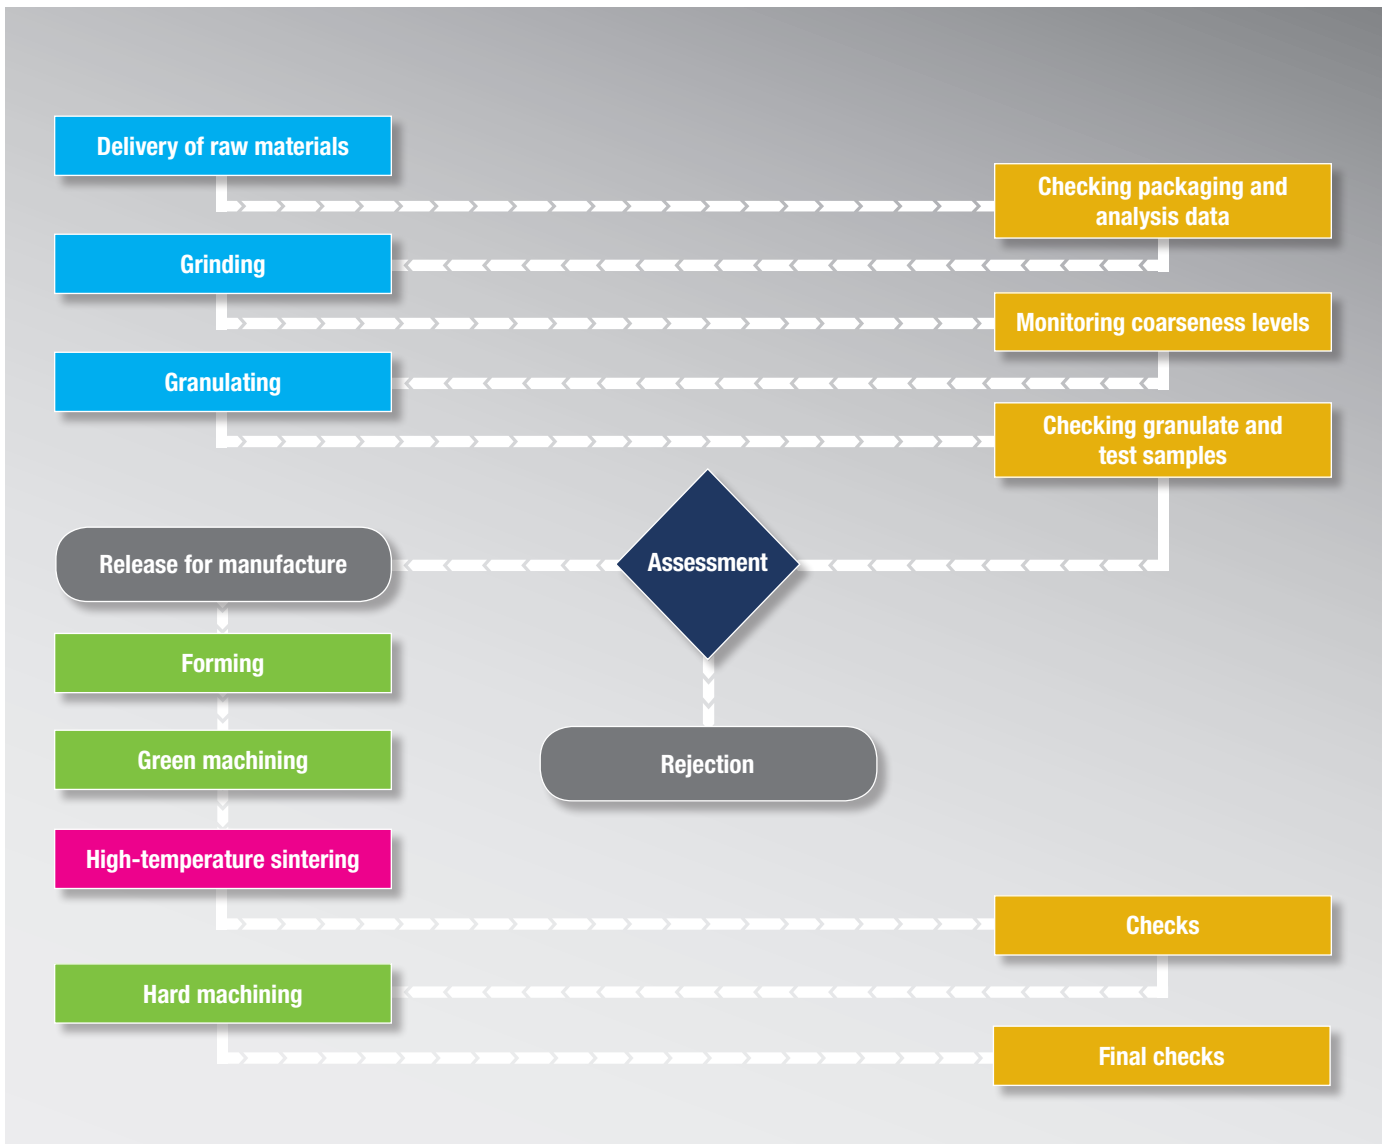 Delivery of raw materials
Checking packaging and
analysis data
Grinding
Monitoring coarseness levels
Granulating
Checking granulate and
test samples
Assessment
Release for manufacture
Forming
Green machining
Rejection
High-temperature sintering
Checks
Hard machining
Final checks